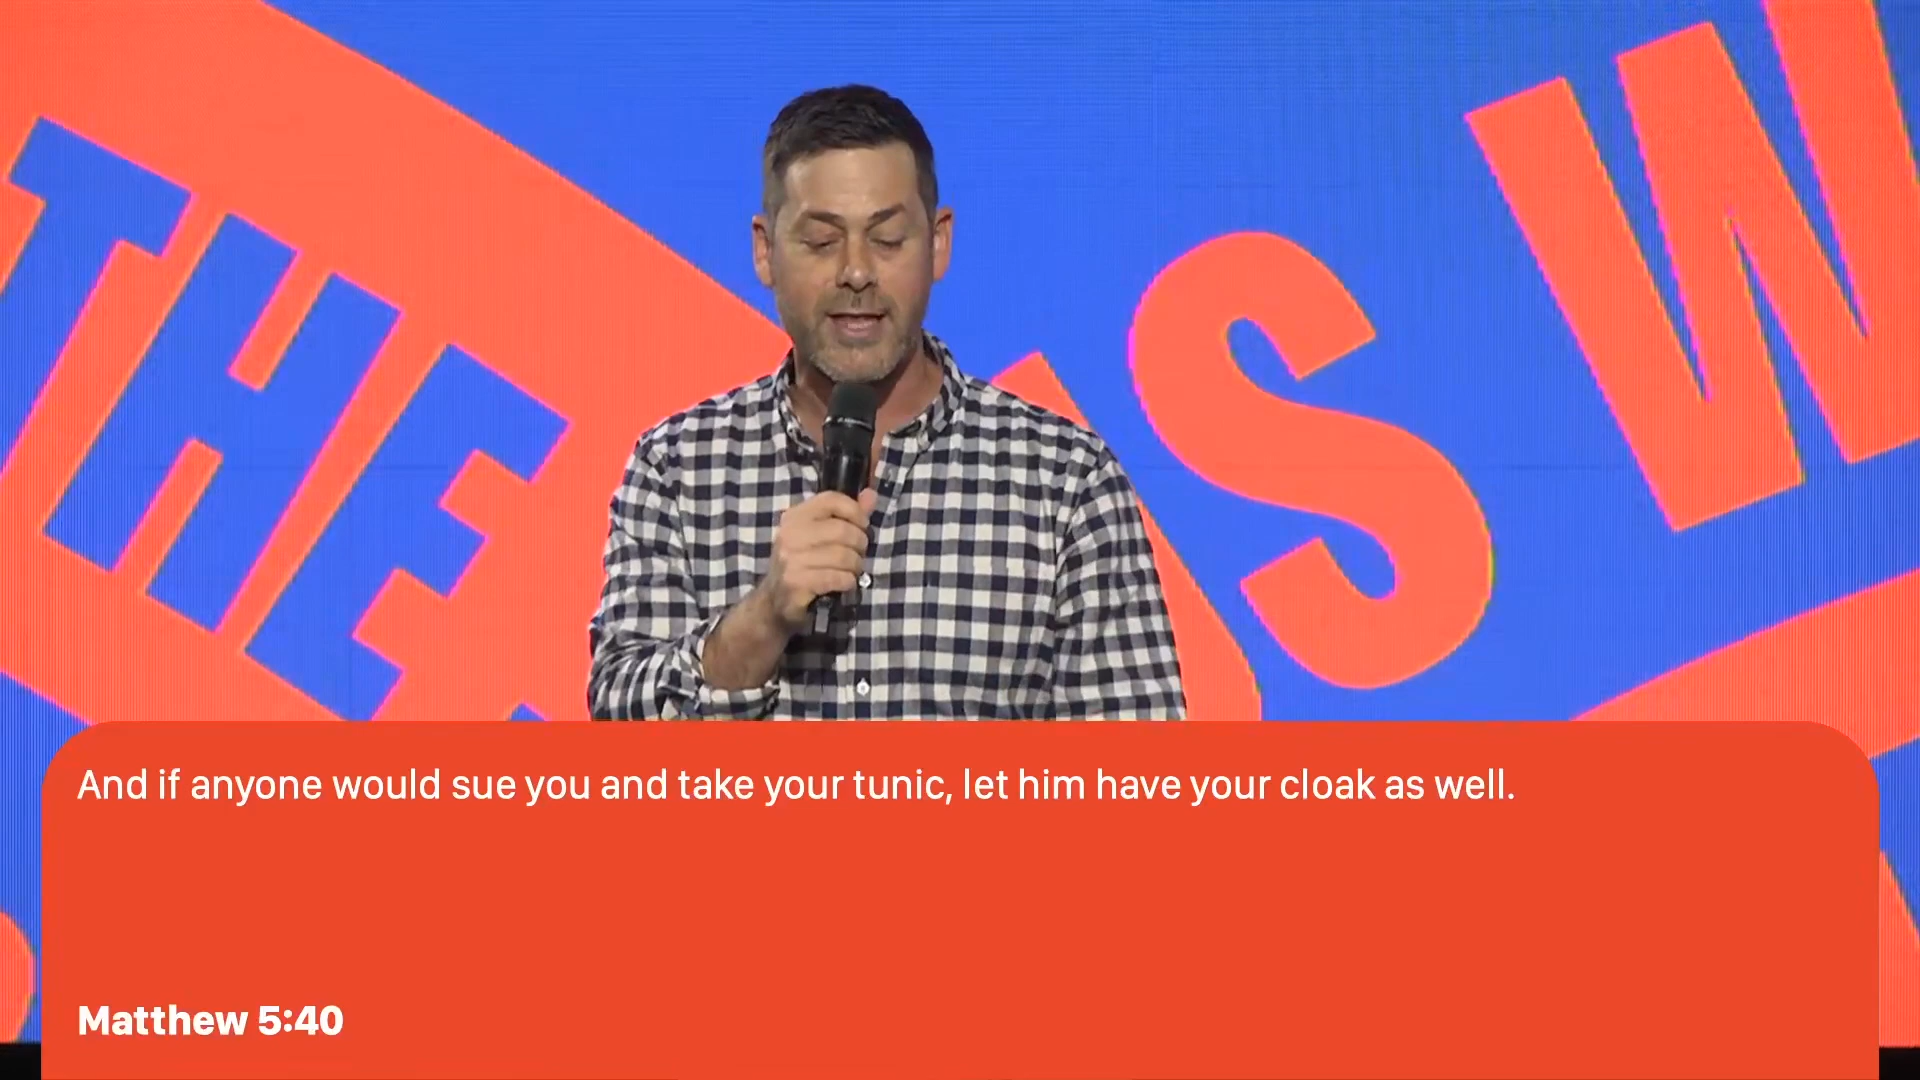 THE
S W
And if anyone would sue you and take your tunic, let him have your cloak as well.
Matthew 5:40